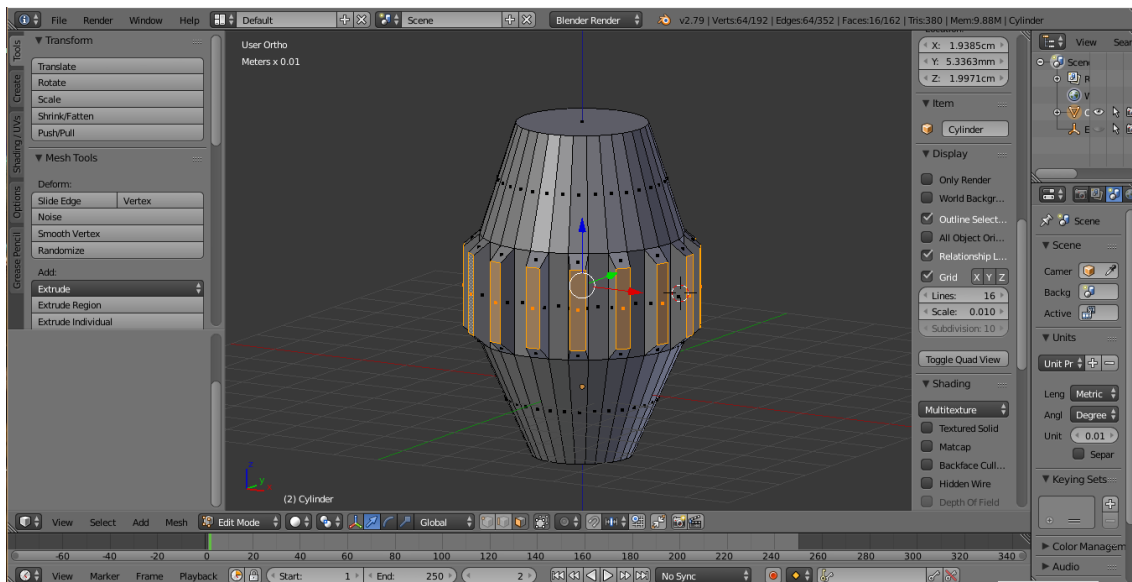 File Render Window Help Default Scene Blender Render v2.79 | Verts:64/192 | Edges:64/352 | Faces:16/162 | Tris:380 | Mem:9.88M | Cylinder
Tools
Create
Shading / UVs
Options
Grease Pencil
▼ Transform
Translate
Rotate
Scale
Shrink/Fatten
Push/Pull
▼ Mesh Tools
Deform:
Slide Edge Vertex
Noise
Smooth Vertex
Randomize
Add:
Extrude
Extrude Region
Extrude Individual
User Ortho
Meters x 0.01
z
y
(2) Cylinder
X: 1.9385cm
Y: 5.3363mm
Z: 1.9971cm
▼ Item
Cylinder
▼ Display
Only Render
World Backgr...
Outline Select...
All Object Ori...
Relationship L...
Grid X Y Z
Lines: 16
Scale: 0.010
Subdivision: 10
Toggle Quad View
▼ Shading
Multitexture
Textured Solid
Matcap
Backface Cull...
Hidden Wire
Depth Of Field
View Sear
Scen
R
C
E
Scene
▼ Scene
Camer
Backg
Active
▼ Units
Unit Pr
Leng Metric
Angl Degree
Unit 0.01
Separ
▼ Keying Sets
▶ Color Managem
▶ Audio
View Select Add Mesh Edit Mode Global
-60 -40 -20 0 20 40 60 80 100 120 140 160 180 200 220 240 260 280 300 320 340
View Marker Frame Playback Start: 1 End: 250 2 No Sync